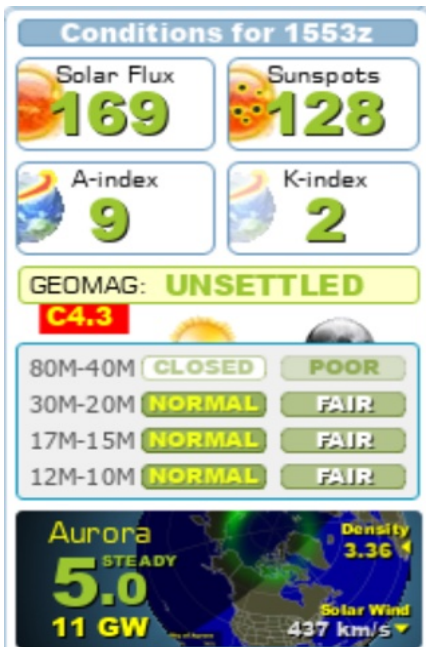 Conditions for 1553z
Solar Flux
169
Sunspots
128
A-index
9
K-index
2
GEOMAG: UNSETTLED
C4.3
80M-40M CLOSED POOR
30M-20M NORMAL FAIR
17M-15M NORMAL FAIR
12M-10M NORMAL FAIR
Aurora
STEADY
5.0
11 GW
Density
3.36
Solar Wind
437 km/s